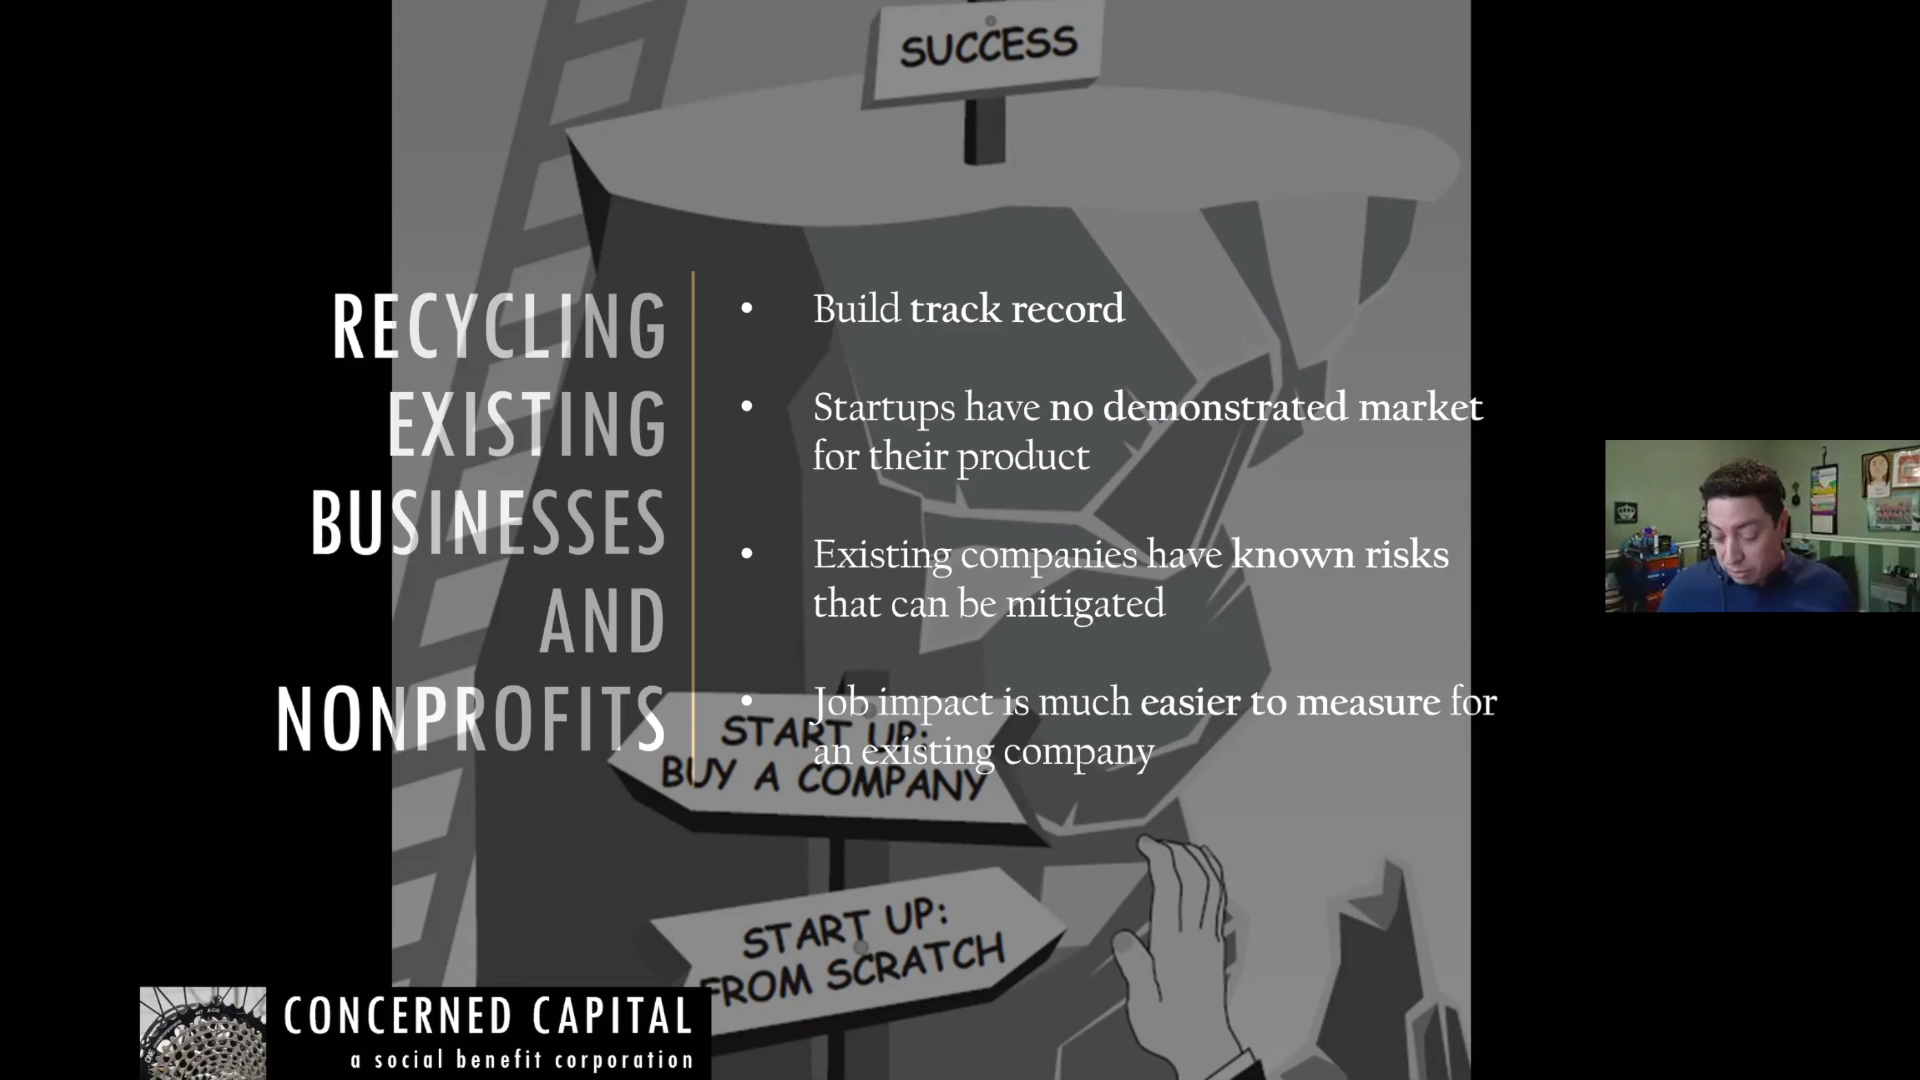 SUCCESS
RECYCLING
EXISTING
BUSINESSES
AND
NONPROFITS
• Build track record
• Startups have no demonstrated market
for their product
• Existing companies have known risks
that can be mitigated
• Job impact is much easier to measure for
an existing company
START UP:
BUY A COMPANY
START UP:
FROM SCRATCH
CONCERNED CAPITAL
a social benefit corporation